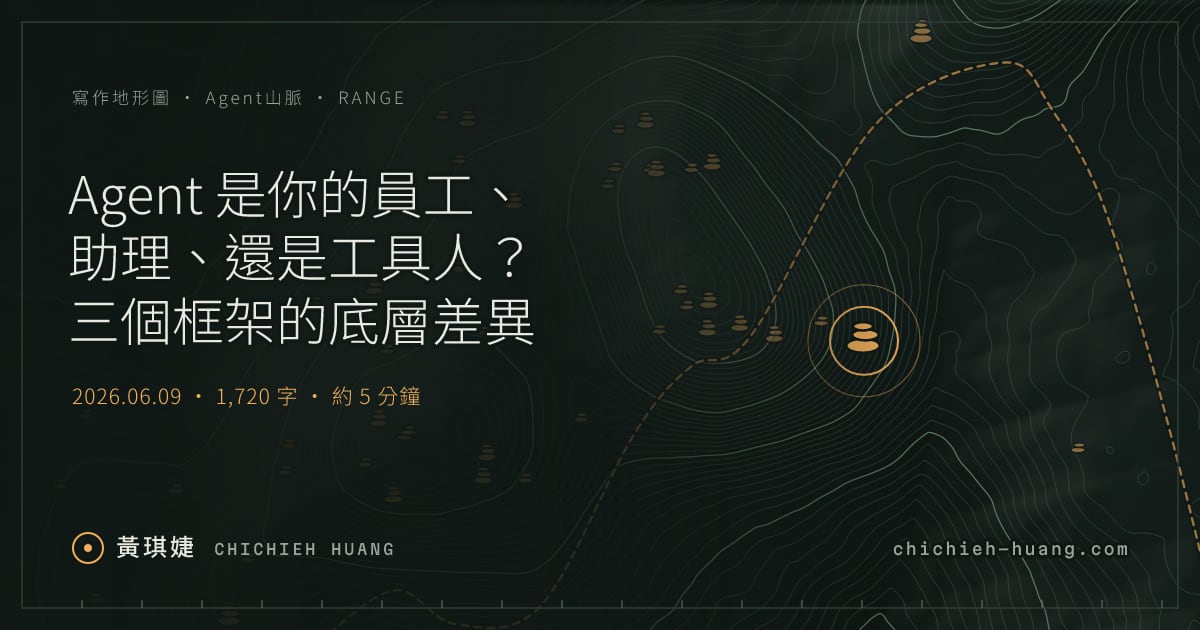 寫作地形圖 · Agent山脈 · RANGE
Agent 是你的員工、
助理、還是工具人？
三個框架的底層差異
2026.06.09 · 1,720 字 · 約 5 分鐘
黃琪婕 CHICHIEH HUANG
chichieh-huang.com